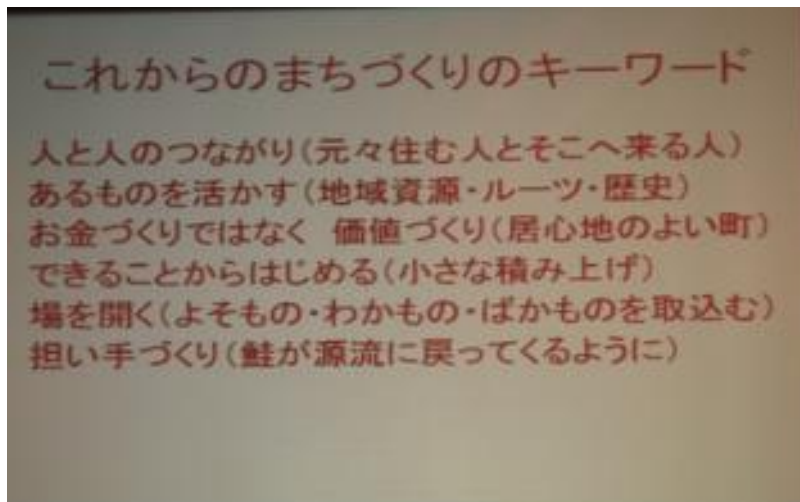 これからのまちづくりのキーワード
人と人のつながり(元々住む人とそこへ来る人)
あるものを活かす(地域資源・ルーツ・歴史)
お金づくりではなく 価値づくり(居心地のよい町)
できることからはじめる(小さな積み上げ)
場を開く(よそもの・わかもの・ばかものを取込む)
担い手づくり(鮭が源流に戻ってくるように)